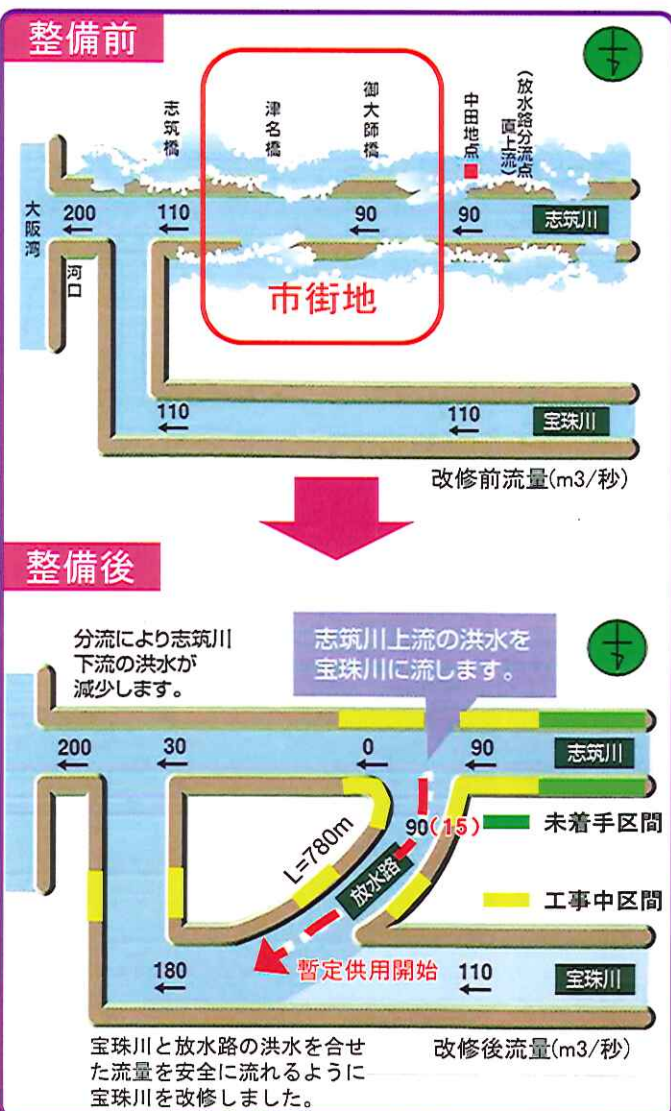 整備前
志筑橋
津名橋
御大師橋
中田地点
(放水路分流点
直上流)
大阪湾
200
110
90
90
志筑川
河口
市街地
110
110
宝珠川
改修前流量(m3/秒)
整備後
分流により志筑川
下流の洪水が
減少します。
志筑川上流の洪水を
宝珠川に流します。
200
30
0
90
志筑川
90(15)
未着手区間
L=780m
放水路
工事中区間
暫定供用開始
180
110
宝珠川
宝珠川と放水路の洪水を合せ
た流量を安全に流れるように
宝珠川を改修しました。
改修後流量(m3/秒)